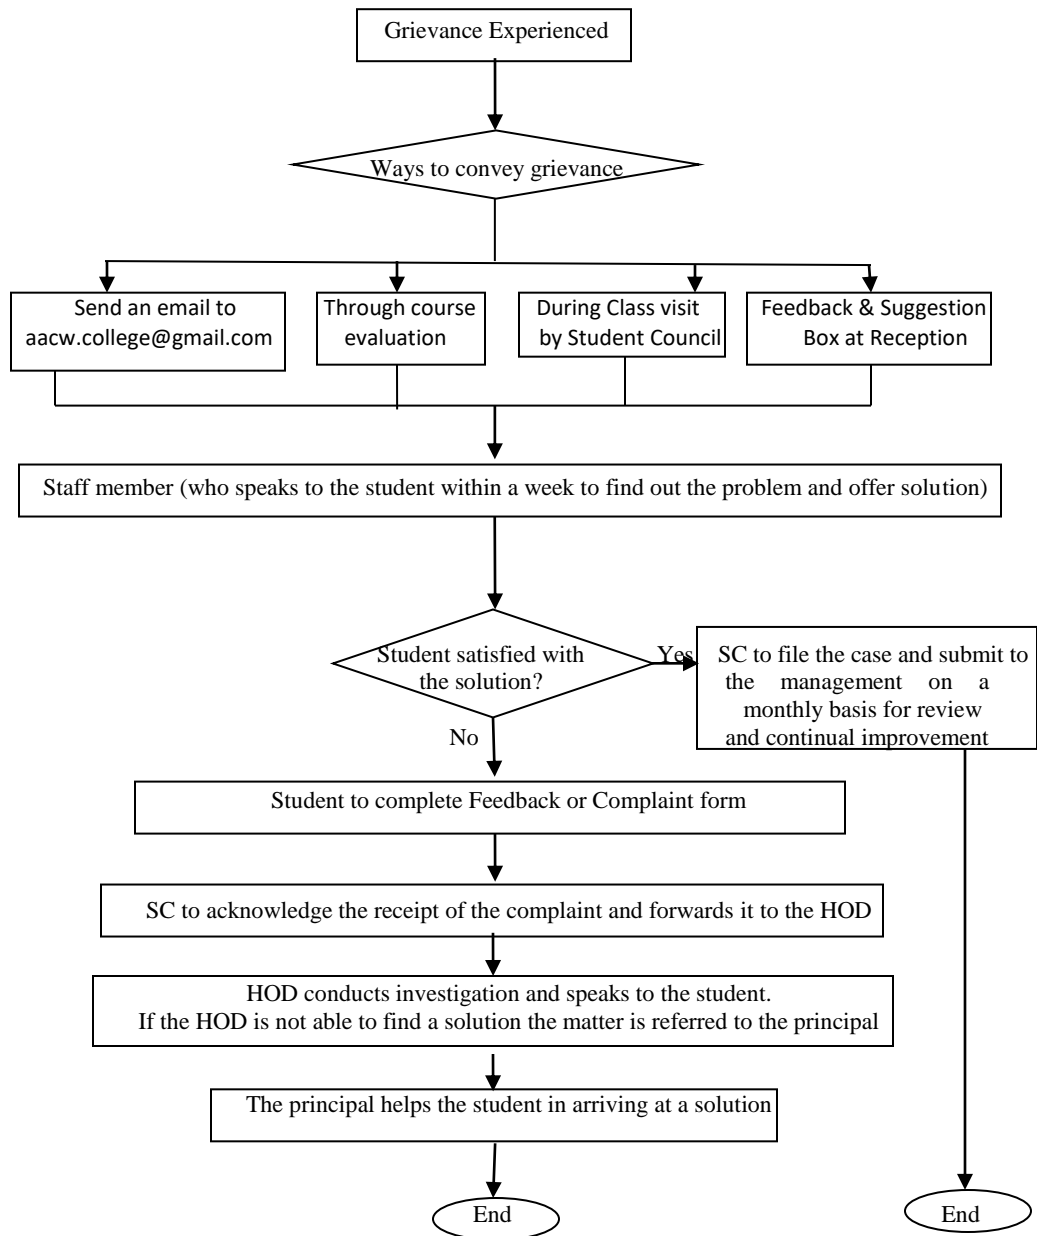 Grievance Experienced
Ways to convey grievance
Send an email to
aacw.college@gmail.com
Through course
evaluation
During Class visit
by Student Council
Feedback & Suggestion
Box at Reception
Staff member (who speaks to the student within a week to find out the problem and offer solution)
Student satisfied with
the solution?
Yes
SC to file the case and submit to
the management on a
monthly basis for review
and continual improvement
No
Student to complete Feedback or Complaint form
SC to acknowledge the receipt of the complaint and forwards it to the HOD
HOD conducts investigation and speaks to the student.
If the HOD is not able to find a solution the matter is referred to the principal
The principal helps the student in arriving at a solution
End
End